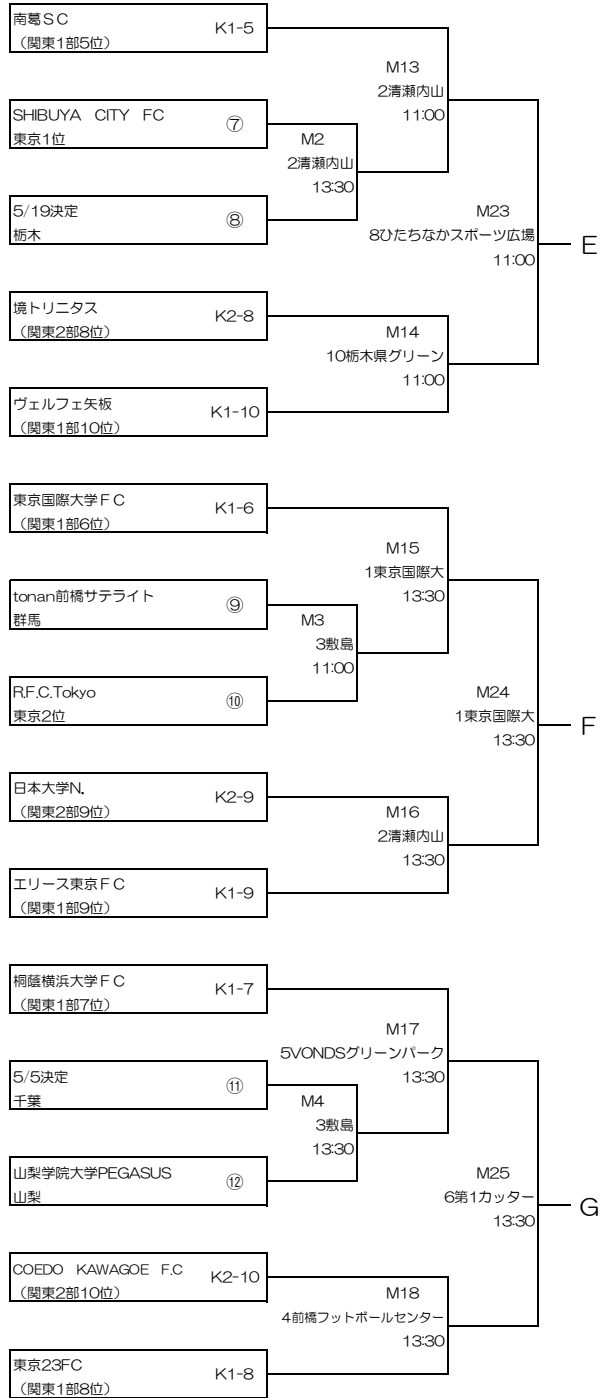 南葛ＳＣ
（関東1部5位）
K1-5
M13
2清瀬内山
11:00
SHIBUYA　CITY　FC
東京1位
⑦
M2
2清瀬内山
13:30
5/19決定
栃木
⑧
M23
8ひたちなかスポーツ広場
11:00
E
境トリニタス
（関東2部8位）
K2-8
M14
10栃木県グリーン
11:00
ヴェルフェ矢板
（関東1部10位）
K1-10
東京国際大学ＦＣ
（関東1部6位）
K1-6
M15
1東京国際大
13:30
tonan前橋サテライト
群馬
⑨
M3
3敷島
11:00
R.F.C.Tokyo
東京2位
⑩
M24
1東京国際大
13:30
F
日本大学N.
（関東2部9位）
K2-9
M16
2清瀬内山
13:30
エリース東京ＦＣ
（関東1部9位）
K1-9
桐蔭横浜大学ＦＣ
（関東1部7位）
K1-7
M17
5VONDSグリーンパーク
13:30
5/5決定
千葉
⑪
M4
3敷島
13:30
山梨学院大学PEGASUS
山梨
⑫
M25
6第1カッター
13:30
G
COEDO　KAWAGOE　F.C
（関東2部10位）
K2-10
M18
4前橋フットボールセンター
13:30
東京23FC
（関東1部8位）
K1-8